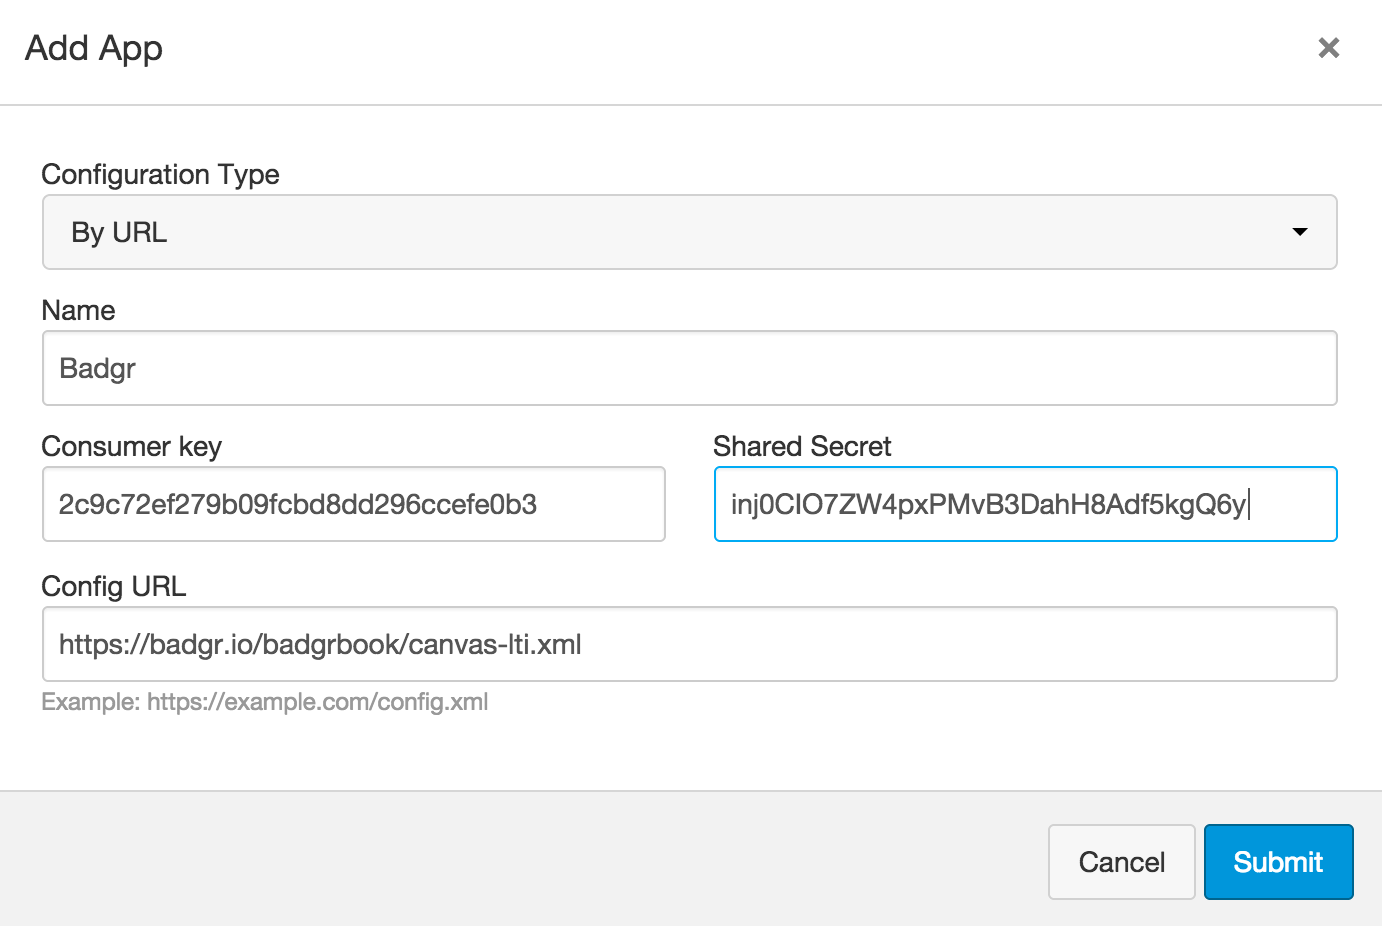 Add App
Configuration Type
By URL
Name
Badgr
Consumer key
Shared Secret
2c9c72ef279b09fcbd8dd296ccefe0b3
inj0CIO7ZW4pxPMvB3DahH8Adf5kgQ6y
Config URL
https://badgr.io/badgrbook/canvas-lti.xml
Example: https://example.com/config.xml
Cancel
Submit